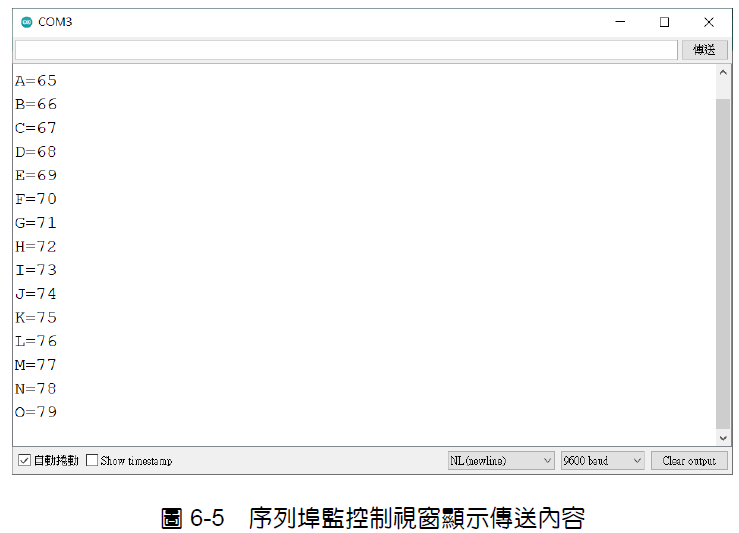 COM3
傳送
A=65
B=66
C=67
D=68
E=69
F=70
G=71
H=72
I=73
J=74
K=75
L=76
M=77
N=78
O=79
自動捲動 Show timestamp NL(newline) 9600 baud Clear output
圖 6-5 序列埠監控制視窗顯示傳送內容